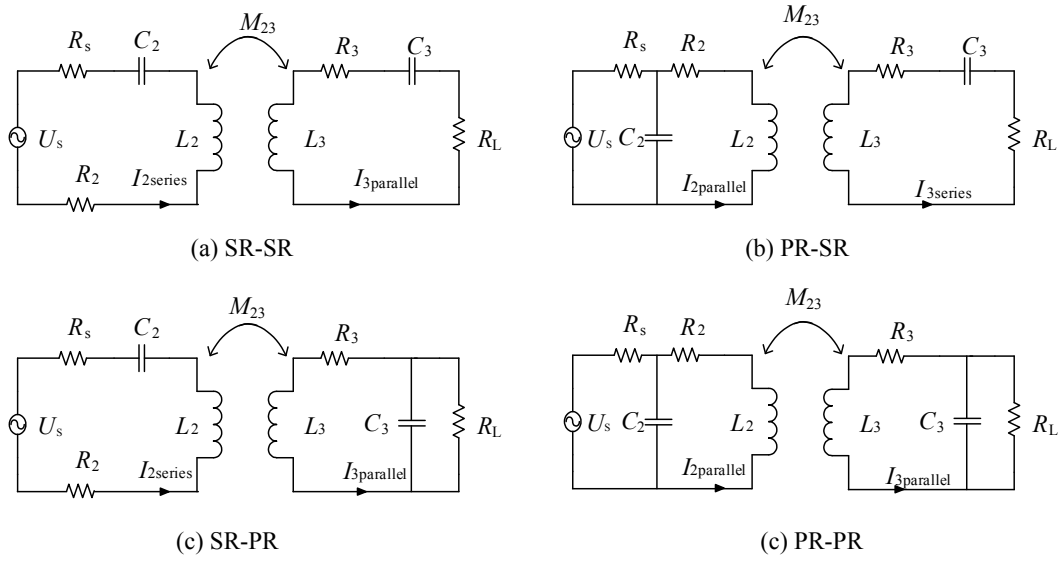 M23
Rs C2 R3 C3
Us L2 L3 RL
R2 I2series I3parallel
(a) SR-SR
M23
Rs R2 R3 C3
Us C2 L2 L3 RL
I2parallel I3series
(b) PR-SR
M23
Rs C2 R3
Us L2 L3 C3 RL
R2 I2series I3parallel
(c) SR-PR
M23
Rs R2 R3
Us C2 L2 L3 C3 RL
I2parallel I3parallel
(c) PR-PR